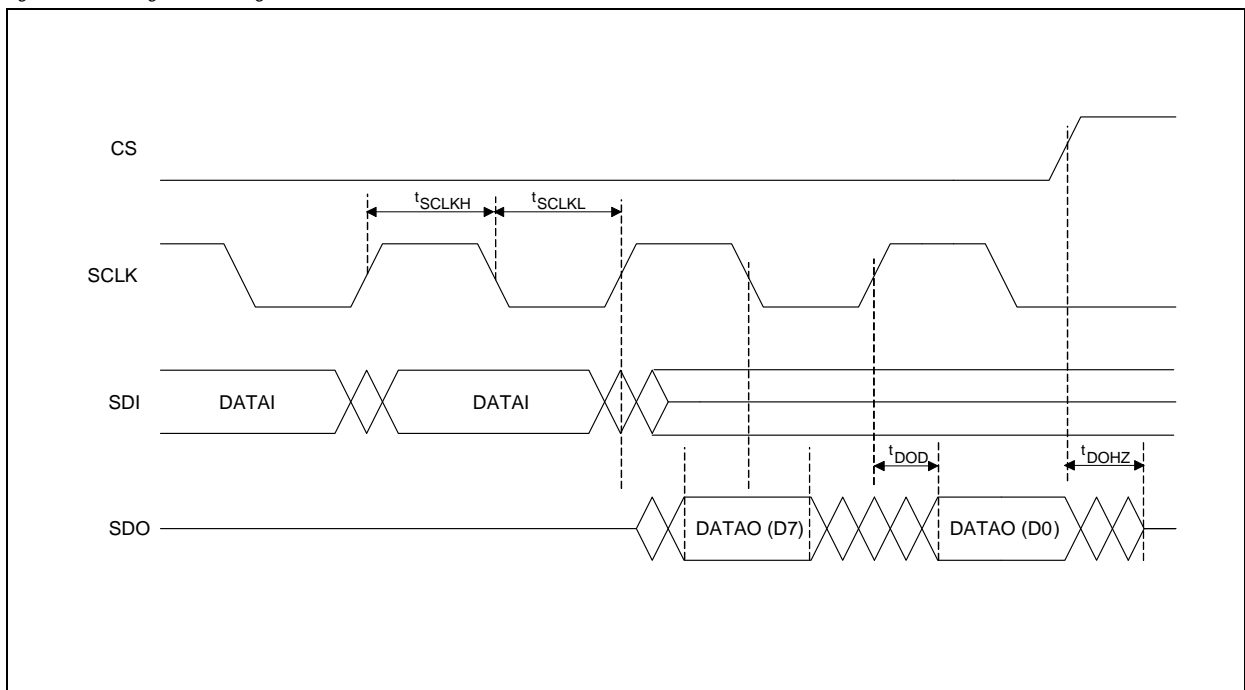 CS
tSCLKH
tSCLKL
SCLK
SDI
DATAI
DATAI
tDOD
tDOHZ
SDO
DATAO (D7)
DATAO (D0)